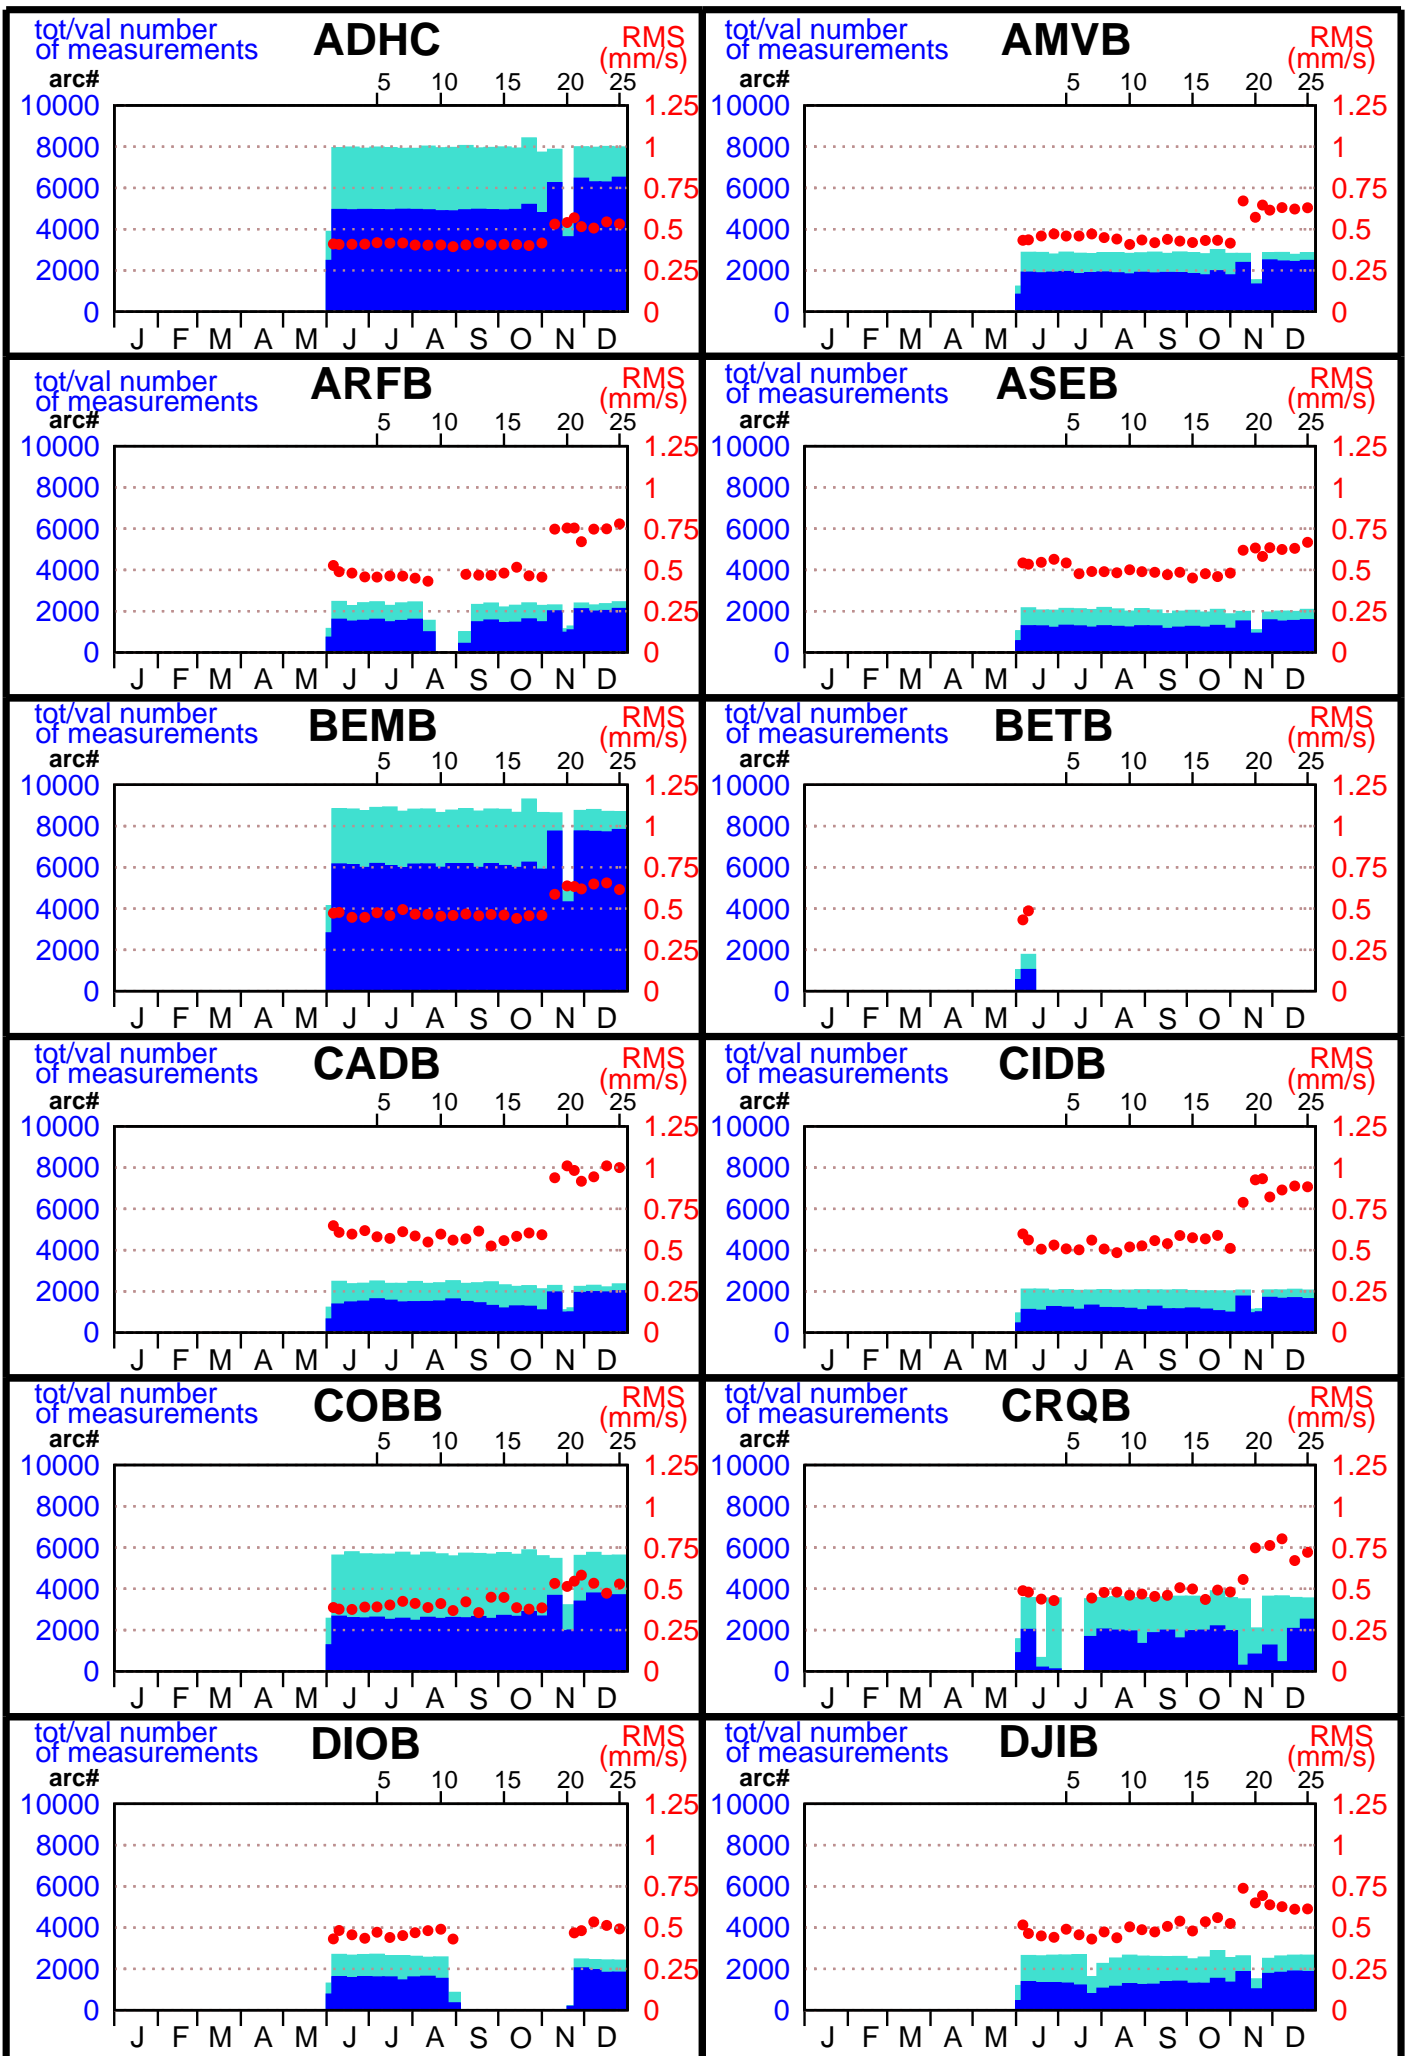 tot/val number ADHC RMS
of measurements (mm/s)
arc# 5 10 15 20 25
10000 1.25
8000 1
6000 0.75
4000 0.5
2000 0.25
0 0
J F M A M J J A S O N D
tot/val number AMVB RMS
of measurements (mm/s)
arc# 5 10 15 20 25
10000 1.25
8000 1
6000 0.75
4000 0.5
2000 0.25
0 0
J F M A M J J A S O N D
tot/val number ARFB RMS
of measurements (mm/s)
arc# 5 10 15 20 25
10000 1.25
8000 1
6000 0.75
4000 0.5
2000 0.25
0 0
J F M A M J J A S O N D
tot/val number ASEB RMS
of measurements (mm/s)
arc# 5 10 15 20 25
10000 1.25
8000 1
6000 0.75
4000 0.5
2000 0.25
0 0
J F M A M J J A S O N D
tot/val number BEMB RMS
of measurements (mm/s)
arc# 5 10 15 20 25
10000 1.25
8000 1
6000 0.75
4000 0.5
2000 0.25
0 0
J F M A M J J A S O N D
tot/val number BETB RMS
of measurements (mm/s)
arc# 5 10 15 20 25
10000 1.25
8000 1
6000 0.75
4000 0.5
2000 0.25
0 0
J F M A M J J A S O N D
tot/val number CADB RMS
of measurements (mm/s)
arc# 5 10 15 20 25
10000 1.25
8000 1
6000 0.75
4000 0.5
2000 0.25
0 0
J F M A M J J A S O N D
tot/val number CIDB RMS
of measurements (mm/s)
arc# 5 10 15 20 25
10000 1.25
8000 1
6000 0.75
4000 0.5
2000 0.25
0 0
J F M A M J J A S O N D
tot/val number COBB RMS
of measurements (mm/s)
arc# 5 10 15 20 25
10000 1.25
8000 1
6000 0.75
4000 0.5
2000 0.25
0 0
J F M A M J J A S O N D
tot/val number CRQB RMS
of measurements (mm/s)
arc# 5 10 15 20 25
10000 1.25
8000 1
6000 0.75
4000 0.5
2000 0.25
0 0
J F M A M J J A S O N D
tot/val number DIOB RMS
of measurements (mm/s)
arc# 5 10 15 20 25
10000 1.25
8000 1
6000 0.75
4000 0.5
2000 0.25
0 0
J F M A M J J A S O N D
tot/val number DJIB RMS
of measurements (mm/s)
arc# 5 10 15 20 25
10000 1.25
8000 1
6000 0.75
4000 0.5
2000 0.25
0 0
J F M A M J J A S O N D